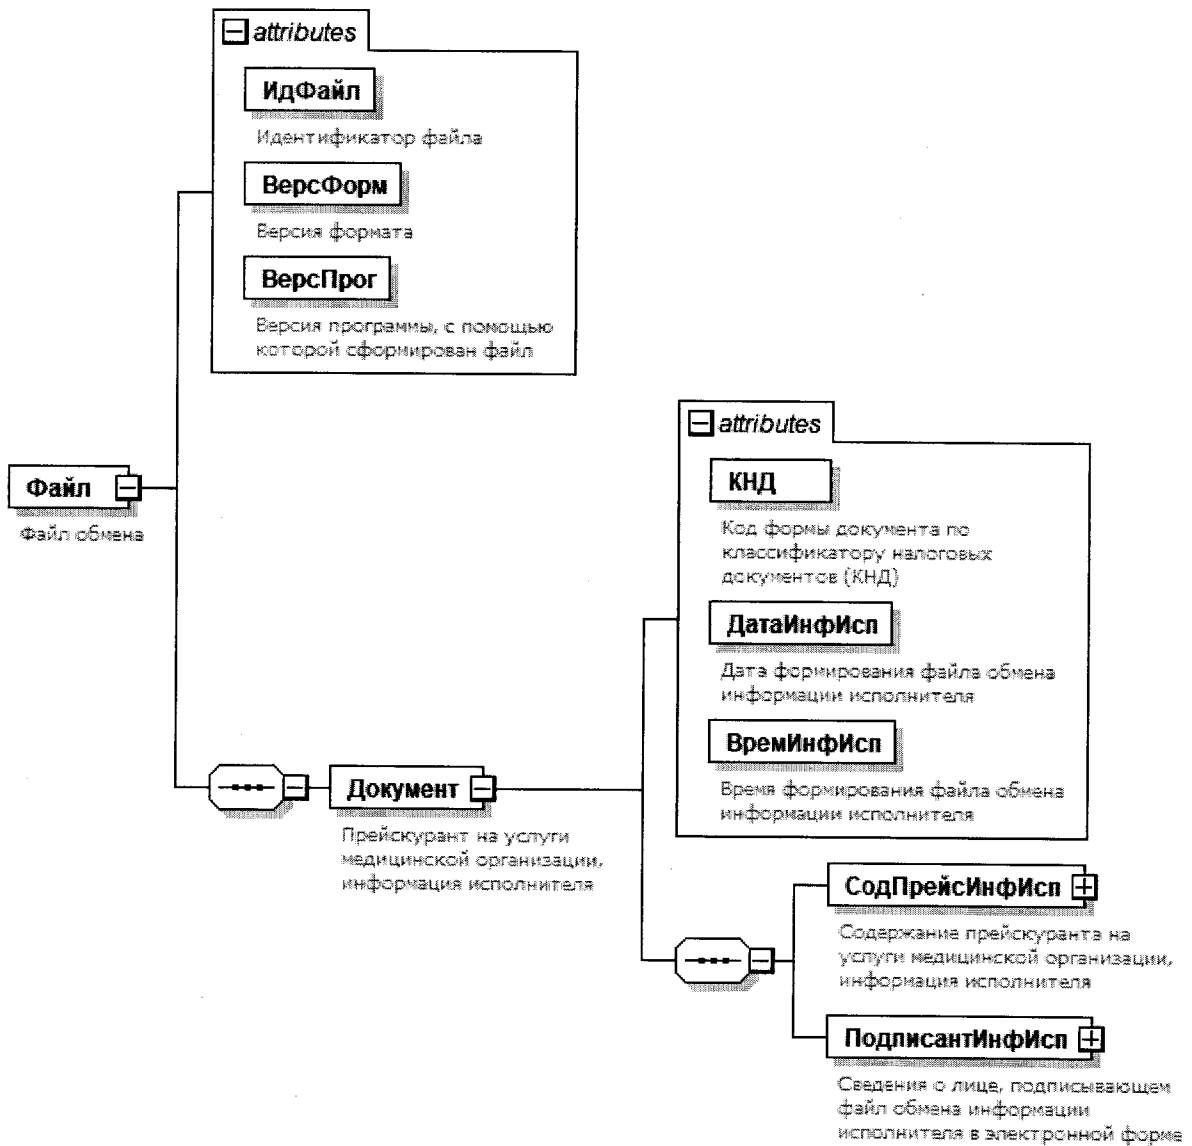 attributes
ИдФайл
Идентификатор файла
ВерсФорм
Версия формата
ВерсПрог
Версия программы, с помощью
которой сформирован файл
Файл
Файл обмена
attributes
КНД
Код формы документа по
классификатору налоговых
документов (КНД)
ДатаИнфИсп
Дата формирования файла обмена
информации исполнителя
ВремИнфИсп
Время формирования файла обмена
информации исполнителя
Документ
Прейскурант на услуги
медицинской организации,
информация исполнителя
СодПрейсИнфИсп
Содержание прейскуранта на
услуги медицинской организации,
информация исполнителя
ПодписантИнфИсп
Сведения о лице, подписывающем
файл обмена информации
исполнителя в электронной форме